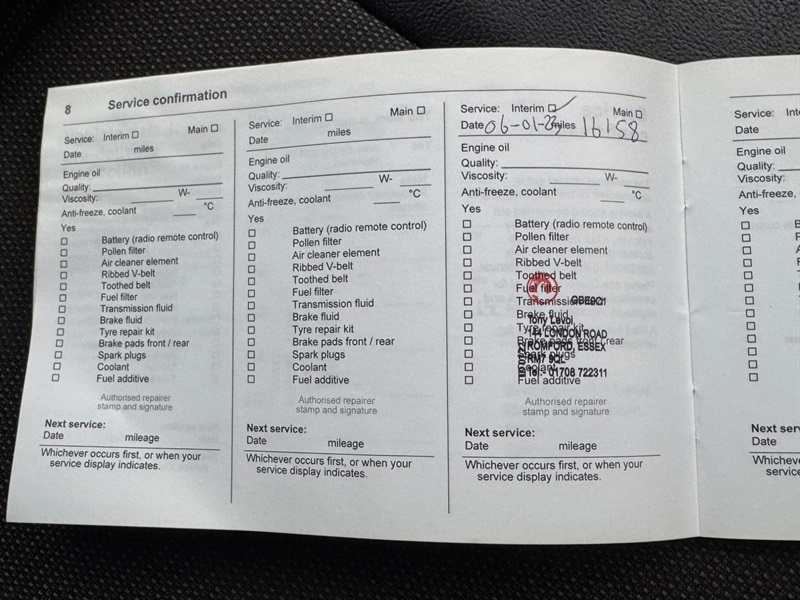 8 Service confirmation
Service: Interim ☐ Main ☐
Date miles
Engine oil
Quality:
Viscosity: W-
Anti-freeze, coolant °C
Yes
☐ Battery (radio remote control)
☐ Pollen filter
☐ Air cleaner element
☐ Ribbed V-belt
☐ Toothed belt
☐ Fuel filter
☐ Transmission fluid
☐ Brake fluid
☐ Tyre repair kit
☐ Brake pads front / rear
☐ Spark plugs
☐ Coolant
☐ Fuel additive
Authorised repairer
stamp and signature
Next service:
Date mileage
Whichever occurs first, or when your
service display indicates.
Service: Interim ☐ Main ☐
Date miles
Engine oil
Quality:
Viscosity: W-
Anti-freeze, coolant °C
Yes
☐ Battery (radio remote control)
☐ Pollen filter
☐ Air cleaner element
☐ Ribbed V-belt
☐ Toothed belt
☐ Fuel filter
☐ Transmission fluid
☐ Brake fluid
☐ Tyre repair kit
☐ Brake pads front / rear
☐ Spark plugs
☐ Coolant
☐ Fuel additive
Authorised repairer
stamp and signature
Next service:
Date mileage
Whichever occurs first, or when your
service display indicates.
Service: Interim ☐ Main ☐
Date 06-01-23 miles 16158
Engine oil
Quality:
Viscosity: W-
Anti-freeze, coolant °C
Yes
☐ Battery (radio remote control)
☐ Pollen filter
☐ Air cleaner element
☐ Ribbed V-belt
☐ Toothed belt
☐ Fuel filter
☐ Transmission fluid
☐ Brake fluid
Tony Levoi
☐ Tyre repair kit
144 LONDON ROAD
☐ Brake pads front / rear
ROMFORD, ESSEX
☐ Spark plugs
RM7 9QL
☐ Coolant
Tel:- 01708 722311
☐ Fuel additive
Authorised repairer
stamp and signature
Next service:
Date mileage
Whichever occurs first, or when your
service display indicates.
Service:
Date
Engine oil
Quality:
Viscosity:
Anti-freeze,
Yes
Next service:
Date